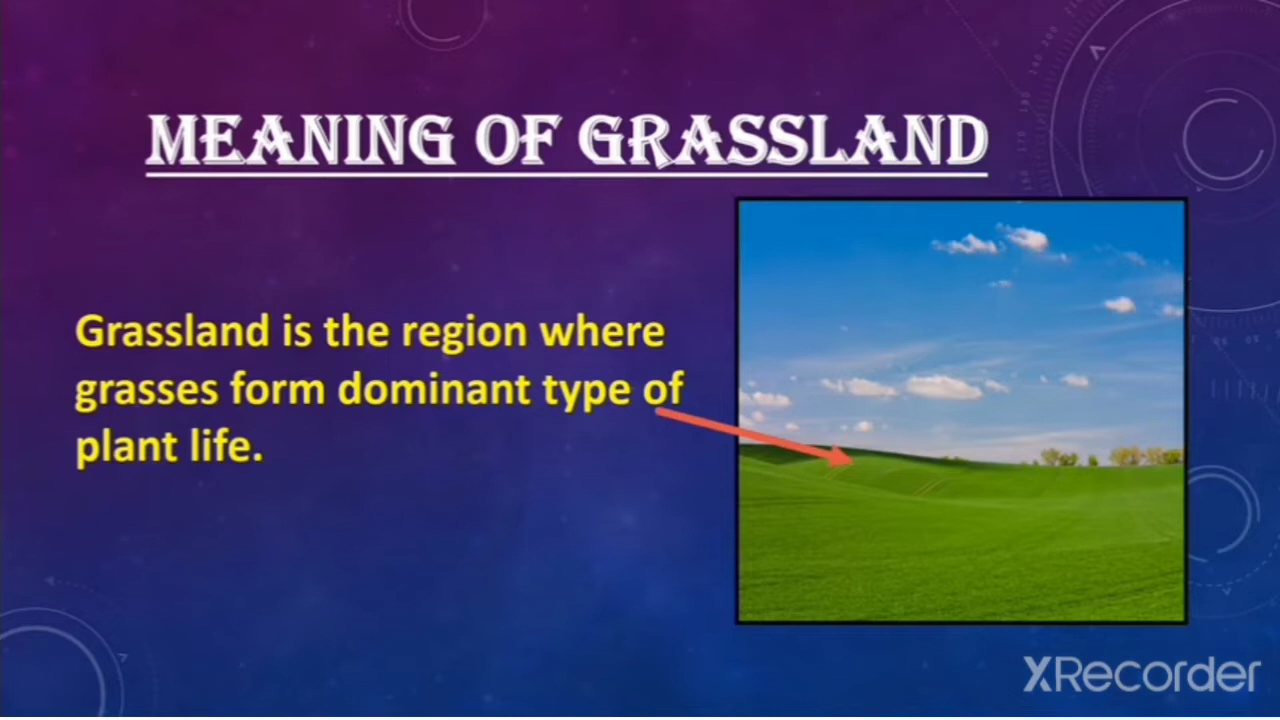 MEANING OF GRASSLAND
Grassland is the region where
grasses form dominant type of
plant life.
XRecorder